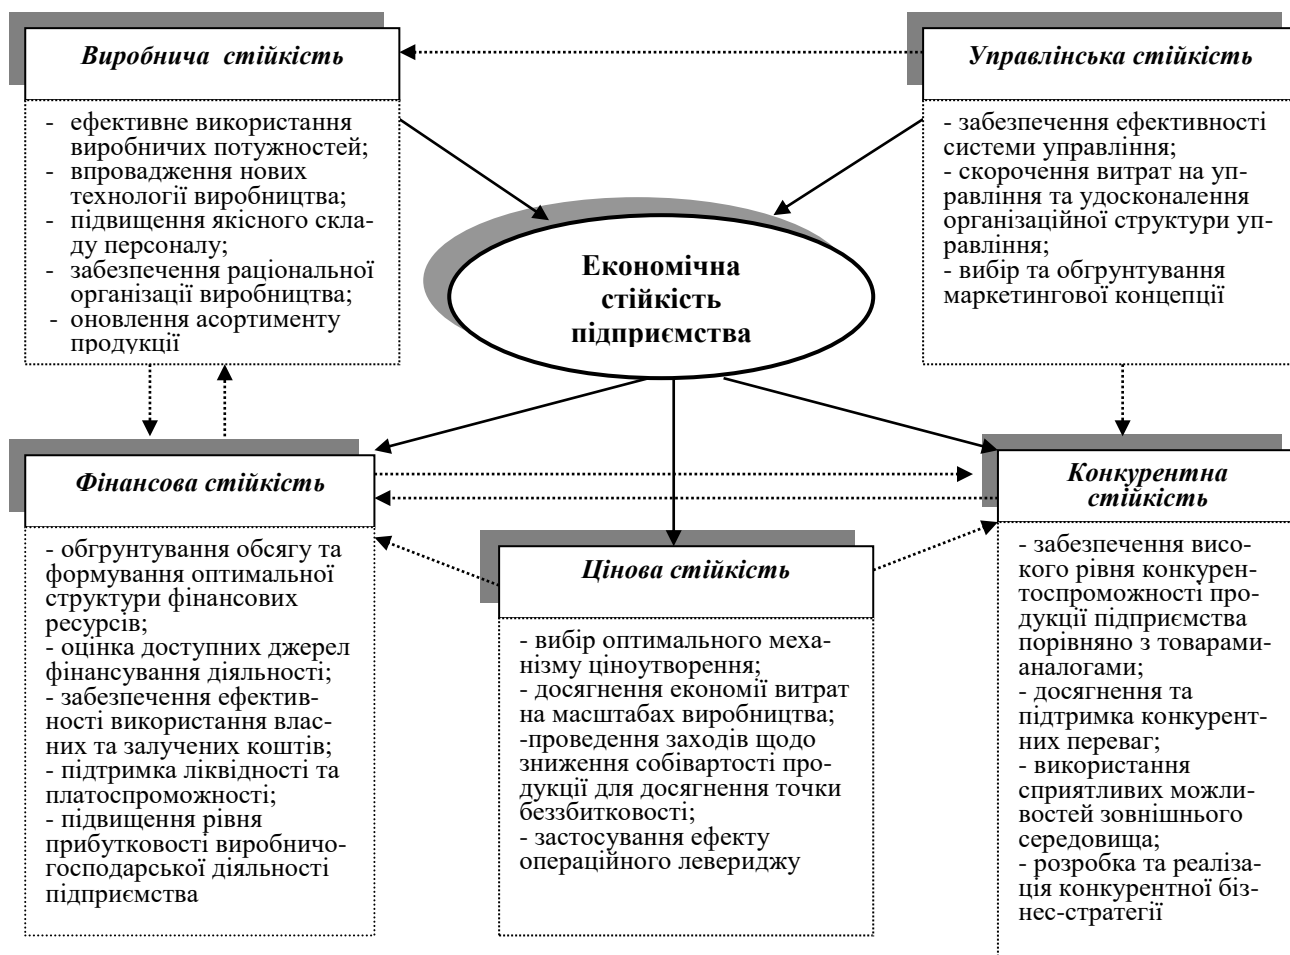 Виробнича стійкість
- ефективне використання
виробничих потужностей;
- впровадження нових
технології виробництва;
- підвищення якісного скла-
ду персоналу;
- забезпечення раціональної
організації виробництва;
- оновлення асортименту
продукції
Управлінська стійкість
- забезпечення ефективності
системи управління;
- скорочення витрат на уп-
равління та удосконалення
організаційної структури уп-
равління;
- вибір та обгрунтування
маркетингової концепції
Економічна
стійкість
підприємства
Фінансова стійкість
- обгрунтування обсягу та
формування оптимальної
структури фінансових
ресурсів;
- оцінка доступних джерел
фінансування діяльності;
- забезпечення ефектив-
ності використання влас-
них та залучених коштів;
- підтримка ліквідності та
платоспроможності;
- підвищення рівня
прибутковості виробничо-
господарської діяльності
підприємства
Цінова стійкість
- вибір оптимального меха-
нізму ціноутворення;
- досягнення економії витрат
на масштабах виробництва;
-проведення заходів щодо
зниження собівартості про-
дукції для досягнення точки
беззбитковості;
- застосування ефекту
операційного левериджу
Конкурентна
стійкість
- забезпечення висо-
кого рівня конкурен-
тоспроможності про-
дукції підприємства
порівняно з товарами-
аналогами;
- досягнення та
підтримка конкурент-
них переваг;
- використання
сприятливих можли-
востей зовнішнього
середовища;
- розробка та реаліза-
ція конкурентної біз-
нес-стратегії